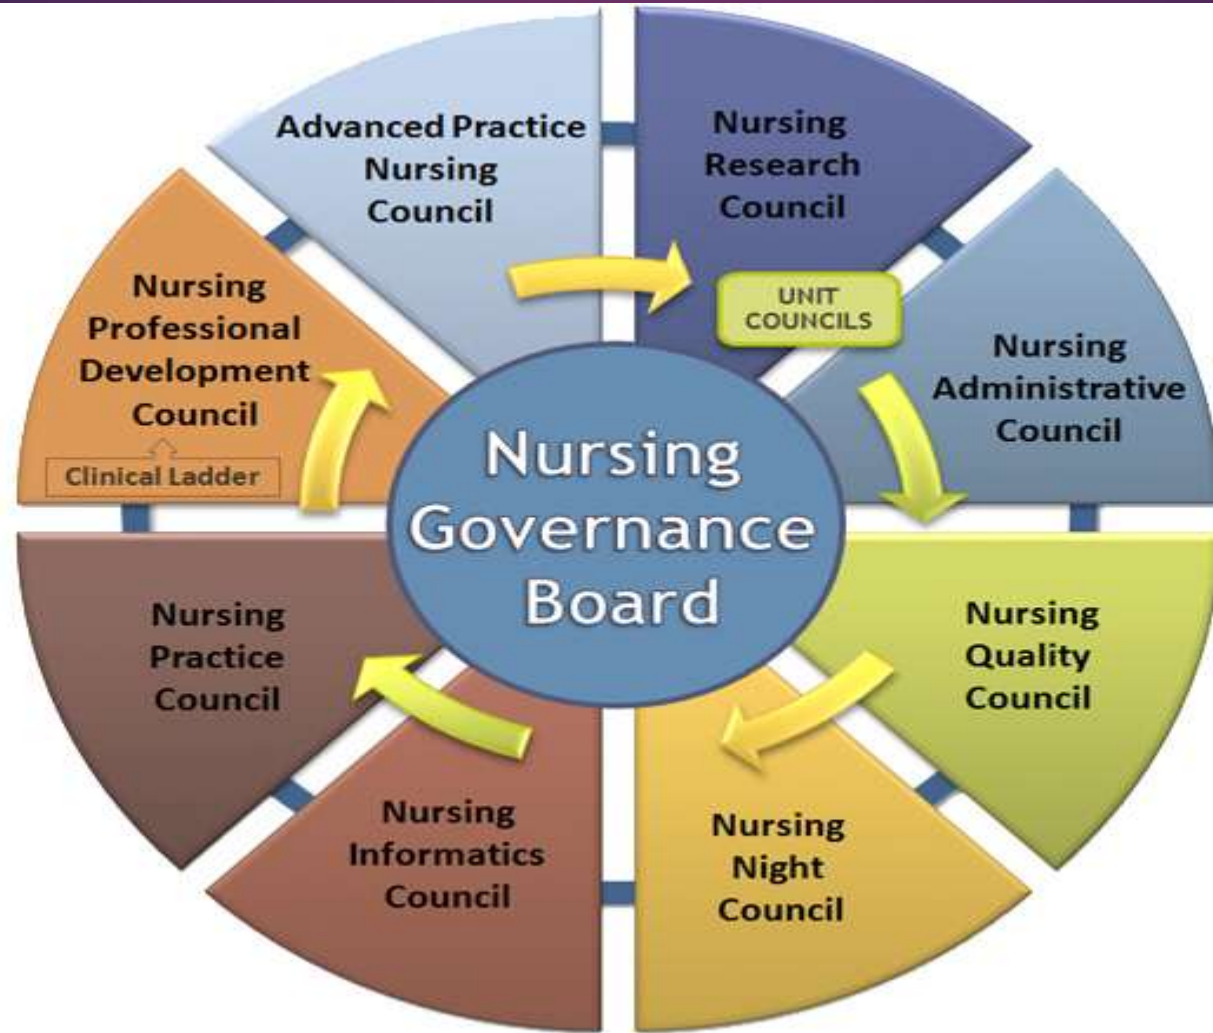 Advanced Practice
Nursing
Council
Nursing
Research
Council
UNIT
COUNCILS
Nursing
Administrative
Council
Nursing
Quality
Council
Nursing
Night
Council
Nursing
Informatics
Council
Nursing
Practice
Council
Nursing
Professional
Development
Council
Clinical Ladder
Nursing
Governance
Board